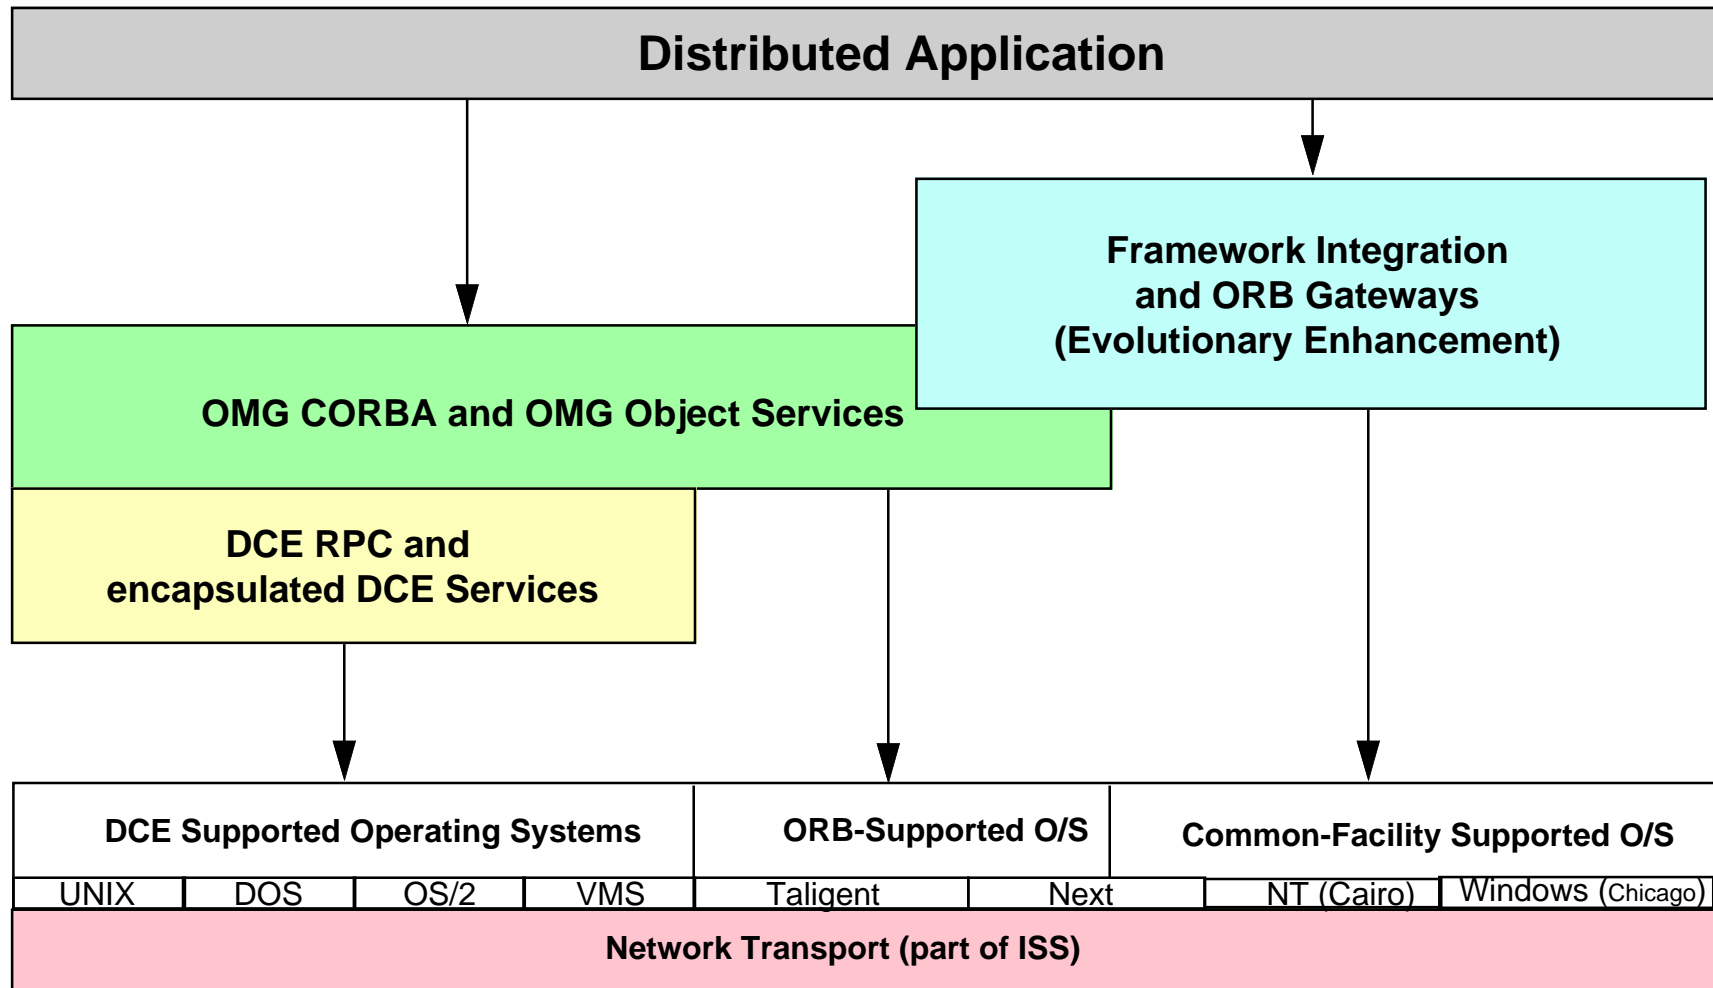 Distributed Application
Framework Integration
and ORB Gateways
(Evolutionary Enhancement)
OMG CORBA and OMG Object Services
DCE RPC and
encapsulated DCE Services
DCE Supported Operating Systems
ORB-Supported O/S
Common-Facility Supported O/S
UNIX
DOS
OS/2
VMS
Taligent
Next
NT (Cairo)
Windows (Chicago)
Network Transport (part of ISS)